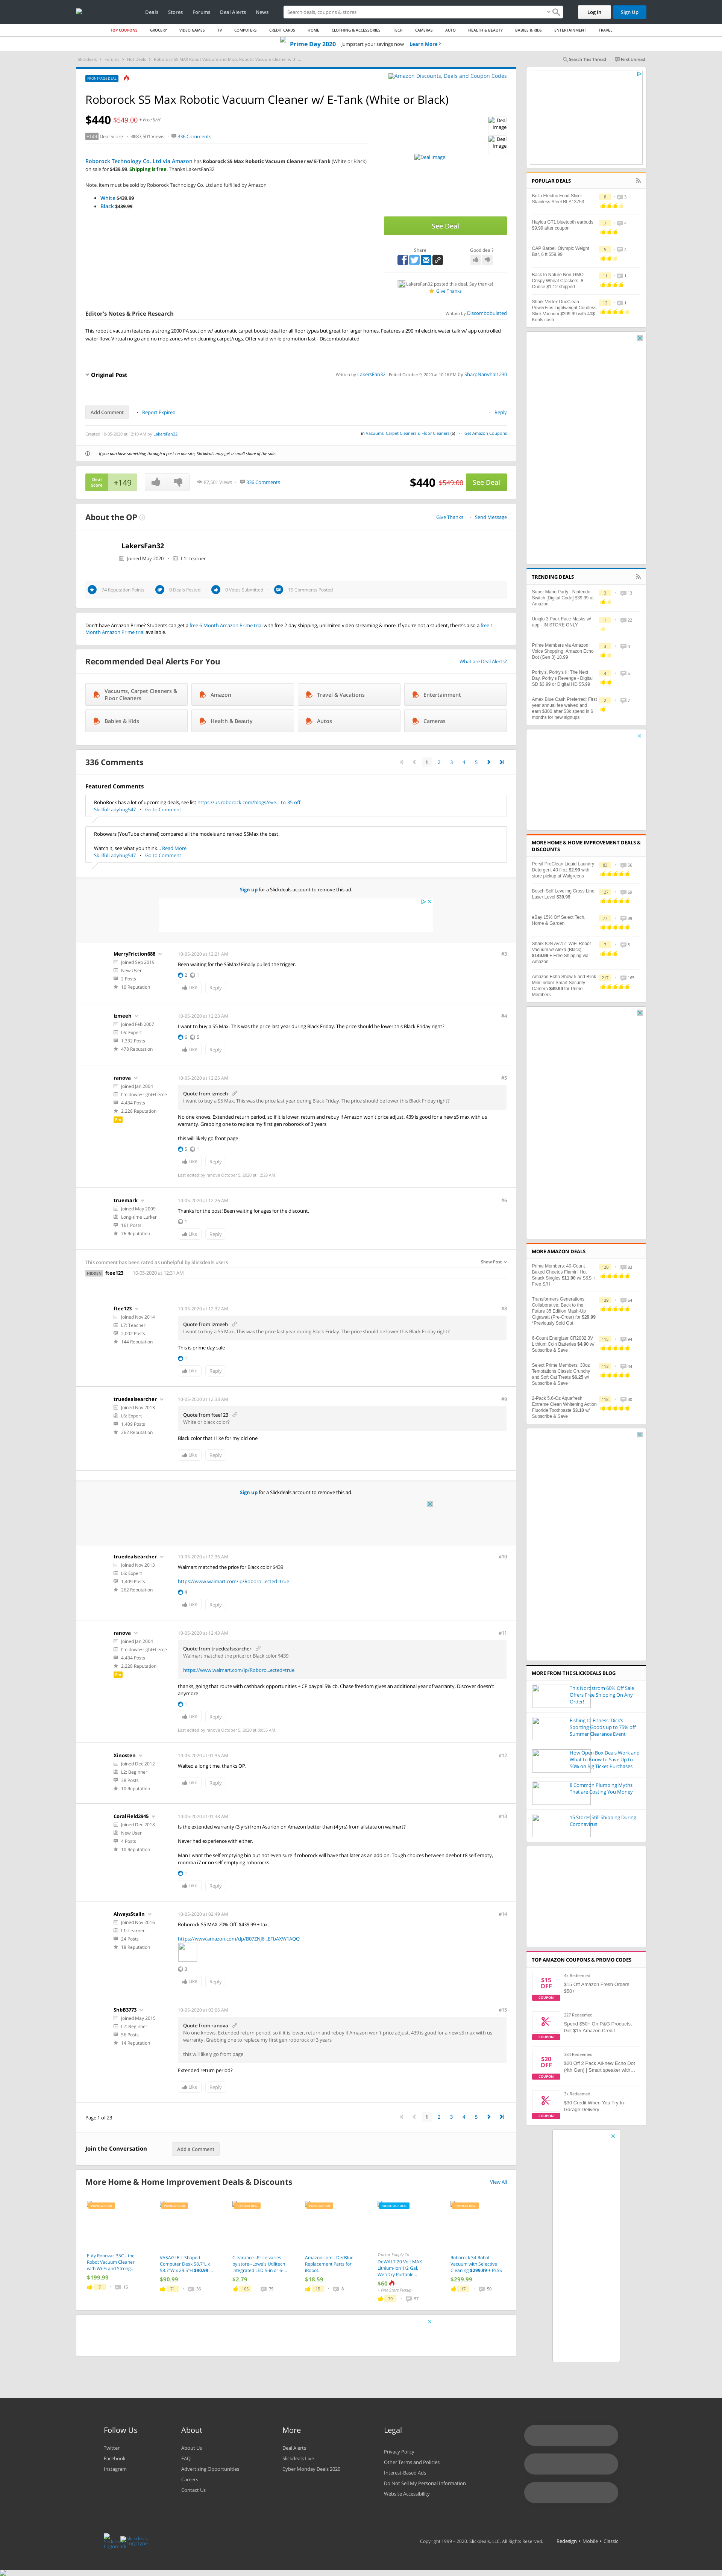 Deals Stores Forums Deal Alerts News
Search deals, coupons & stores
Log In
Sign Up
TOP COUPONS GROCERY VIDEO GAMES TV COMPUTERS CREDIT CARDS HOME CLOTHING & ACCESSORIES TECH CAMERAS AUTO HEALTH & BEAUTY BABIES & KIDS ENTERTAINMENT TRAVEL
Prime Day 2020 Jumpstart your savings now Learn More
Slickdeals Forums Hot Deals
Search This Thread First Unread
Amazon Discounts, Deals and Coupon Codes
Roborock S5 Max Robotic Vacuum Cleaner w/ E-Tank (White or Black)
$440 $549.00 + Free S/H
+149 Deal Score 87,501 Views 336 Comments
Deal Image
Deal Image
Deal Image
Roborock Technology Co. Ltd via Amazon has Roborock S5 Max Robotic Vacuum Cleaner w/ E-Tank (White or Black)
on sale for $439.99. Shipping is free. Thanks LakersFan32
Note, item must be sold by Roborock Technology Co. Ltd and fulfilled by Amazon
White $439.99
Black $439.99
See Deal
Share
Good deal?
LakersFan32 posted this deal. Say thanks!
Give Thanks
Editor's Notes & Price Research
Written by Discombobulated
This robotic vacuum features a strong 2000 PA suction w/ automatic carpet boost; ideal for all floor types but great for larger homes. Features a 290 ml electric water talk w/ app controlled
water flow. Virtual no go and no mop zones when cleaning carpet/rugs. Offer valid while promotion last - Discombobulated
Original Post
Written by LakersFan32 Edited October 9, 2020 at 10:16 PM by SharpNarwhal1230
Add Comment
Report Expired
Reply
Created 10-05-2020 at 12:19 AM by LakersFan32
in Vacuums, Carpet Cleaners & Floor Cleaners (6) Get Amazon Coupons
If you purchase something through a post on our site, Slickdeals may get a small share of the sale.
Deal Score +149
87,501 Views 336 Comments
$440 $549.00 See Deal
About the OP
Give Thanks Send Message
LakersFan32
Joined May 2020 L1: Learner
74 Reputation Points 0 Deals Posted 0 Votes Submitted 19 Comments Posted
Don't have Amazon Prime? Students can get a free 6-Month Amazon Prime trial with free 2-day shipping, unlimited video streaming & more. If you're not a student, there's also a free 1-
Month Amazon Prime trial available.
Recommended Deal Alerts For You
What are Deal Alerts?
Vacuums, Carpet Cleaners & Floor Cleaners
Amazon
Travel & Vacations
Entertainment
Babies & Kids
Health & Beauty
Autos
Cameras
336 Comments
1 2 3 4 5
Featured Comments
RoboRock has a lot of upcoming deals, see list https://us.roborock.com/blogs/eve...-to-35-off
SkillfulLadybug547 Go to Comment
Robowars (YouTube channel) compared all the models and ranked S5Max the best.
Watch it, see what you think... Read More
SkillfulLadybug547 Go to Comment
Sign up for a Slickdeals account to remove this ad.
Merryfriction688
Joined Sep 2019
New User
2 Posts
10 Reputation
10-05-2020 at 12:21 AM
#3
Been waiting for the S5Max! Finally pulled the trigger.
2 1
Like Reply
izmeeh
Joined Feb 2007
L6: Expert
1,332 Posts
478 Reputation
10-05-2020 at 12:23 AM
#4
I want to buy a S5 Max. This was the price last year during Black Friday. The price should be lower this Black Friday right?
6 5
Like Reply
ranova
Joined Jan 2004
I'm down<right>fierce
4,434 Posts
2,228 Reputation
10-05-2020 at 12:25 AM
#5
Quote from izmeeh
I want to buy a S5 Max. This was the price last year during Black Friday. The price should be lower this Black Friday right?
No one knows. Extended return period, so if it is lower, return and rebuy if Amazon won't price adjust. 439 is good for a new s5 max with us
warranty. Grabbing one to replace my first gen roborock of 3 years
this will likely go front page
5 1
Like Reply
Last edited by ranova October 5, 2020 at 12:28 AM
truemark
Joined May 2009
Long-time Lurker
161 Posts
76 Reputation
10-05-2020 at 12:26 AM
#6
Thanks for the post! Been waiting for ages for the discount.
1
Like Reply
This comment has been rated as unhelpful by Slickdeals users
Show Post
ftee123 10-05-2020 at 12:31 AM
ftee123
Joined Nov 2014
L7: Teacher
2,002 Posts
144 Reputation
10-05-2020 at 12:32 AM
#8
Quote from izmeeh
I want to buy a S5 Max. This was the price last year during Black Friday. The price should be lower this Black Friday right?
This is prime day sale
1
Like Reply
truedealsearcher
Joined Nov 2013
L6: Expert
1,409 Posts
262 Reputation
10-05-2020 at 12:33 AM
#9
Quote from ftee123
White or black color?
Black color that I like for my old one
Like Reply
Sign up for a Slickdeals account to remove this ad.
truedealsearcher
Joined Nov 2013
L6: Expert
1,409 Posts
262 Reputation
10-05-2020 at 12:36 AM
#10
Walmart matched the price for Black color $439
https://www.walmart.com/ip/Roboro...ected=true
4
Like Reply
ranova
Joined Jan 2004
I'm down<right>fierce
4,434 Posts
2,228 Reputation
10-05-2020 at 12:43 AM
#11
Quote from truedealsearcher
Walmart matched the price for Black color $439
https://www.walmart.com/ip/Roboro...ected=true
thanks, going that route with cashback opportunities + CF paypal 5% cb. Chase freedom gives an additional year of warranty. Discover doesn't
anymore
1
Like Reply
Xinosten
Joined Dec 2012
L2: Beginner
38 Posts
10 Reputation
10-05-2020 at 01:35 AM
#12
Waited a long time, thanks OP.
Like Reply
CoralField2945
Joined Dec 2018
New User
4 Posts
10 Reputation
10-05-2020 at 01:48 AM
#13
Is the extended warranty (3 yrs) from Asurion on Amazon better than (4 yrs) from allstate on walmart?
Never had experience with either.
Man I want the self emptying bin but not even sure if roborock will have that later as an add on. Tough choices between deebot t8 self empty,
roomba i7 or no self emptying roborocks.
1
Like Reply
AlwaysStalin
Joined Nov 2016
L1: Learner
24 Posts
18 Reputation
10-05-2020 at 02:49 AM
#14
Roborock S5 MAX 20% Off. $439.99 + tax.
3
Like Reply
ShbB3773
Joined May 2015
L2: Beginner
56 Posts
14 Reputation
10-05-2020 at 03:06 AM
#15
Quote from ranova
No one knows. Extended return period, so if it is lower, return and rebuy if Amazon won't price adjust. 439 is good for a new s5 max with us
warranty. Grabbing one to replace my first gen roborock of 3 years
this will likely go front page
Extended return period?
Like Reply
Page 1 of 23
1 2 3 4 5
Join the Conversation
Add a Comment
More Home & Home Improvement Deals & Discounts
View All
Eufy Robovac 35C - the
Robot Vacuum Cleaner
with Wi-Fi and Strong...
$199.99
VASAGLE L-Shaped
Computer Desk 58.7"L x
58.7"W x 29.5"H $90.99 ...
$90.99
Clearance--Price varies
by store--Lowe's Utilitech
Integrated LED 5-in or 6-...
$2.79
Amazon.com - DerBlue
Replacement Parts for
iRobot...
$18.59
Tractor Supply Co
DeWALT 20 Volt MAX
Lithium-Ion 1/2 Gal
Wet/Dry Portable...
$60
+ Free Store Pickup
Roborock S4 Robot
Vacuum with Selective
Cleaning $299.99 + FSSS
$299.99
POPULAR DEALS
Bella Electric Food Slicer
Stainless Steel BLA13753
Haylou GT1 bluetooth earbuds
$9.99 after coupon
CAP Barbell Olympic Weight
Bar, 6 ft $59.99
Back to Nature Non-GMO
Crispy Wheat Crackers, 8
Ounce $1.12 shipped
Shark Vertex DuoClean
PowerFins Lightweight Cordless
Stick Vacuum $209.99 with 40$
Kohls cash
TRENDING DEALS
Super Mario Party - Nintendo
Switch [Digital Code] $39.99 at
Amazon
Uniqlo 3 Pack Face Masks w/
app - IN STORE ONLY
Prime Members via Amazon
Voice Shopping: Amazon Echo
Dot (Gen 3) 18.99
Porky's, Porky's II: The Next
Day, Porky's Revenge - Digital
SD $3.99 or Digital HD $5.99
Amex Blue Cash Preferred: First
year annual fee waived and
earn $300 after $3k spend in 6
months for new signups
MORE HOME & HOME IMPROVEMENT DEALS &
DISCOUNTS
Persil ProClean Liquid Laundry
Detergent 40 fl oz $2.99 with
store pickup at Walgreens
Bosch Self Leveling Cross Line
Laser Level $39.99
eBay 15% Off Select Tech,
Home & Garden
Shark ION AV751 WiFi Robot
Vacuum w/ Alexa (Black)
$149.99 + Free Shipping via
Amazon
Amazon Echo Show 5 and Blink
Mini Indoor Smart Security
Camera $49.99 for Prime
Members
MORE AMAZON DEALS
Prime Members: 40-Count
Baked Cheetos Flamin' Hot
Snack Singles $11.90 w/ S&S +
Free S/H
Transformers Generations
Collaborative: Back to the
Future 35 Edition Mash-Up
Gigawatt (Pre-Order) for $29.99
*Previously Sold Out
6-Count Energizer CR2032 3V
Lithium Coin Batteries $4.90 w/
Subscribe & Save
Select Prime Members: 30oz
Temptations Classic Crunchy
and Soft Cat Treats $6.25 w/
Subscribe & Save
2-Pack 5.6-Oz Aquafresh
Extreme Clean Whitening Action
Fluoride Toothpaste $3.10 w/
Subscribe & Save
MORE FROM THE SLICKDEALS BLOG
This Nordstrom 60% Off Sale
Offers Free Shipping On Any
Order!
Fishing to Fitness: Dick's
Sporting Goods up to 75% off
Summer Clearance Event
How Open Box Deals Work and
What to Know to Save Up to
50% on Big Ticket Purchases
8 Common Plumbing Myths
That are Costing You Money
15 Stores Still Shipping During
Coronavirus
TOP AMAZON COUPONS & PROMO CODES
$15 OFF COUPON
$15 Off Amazon Fresh Orders
$50+
227 Redeemed
Spend $50+ On P&G Products,
Get $15 Amazon Credit
COUPON
$20 OFF COUPON
$20 Off 2 Pack All-new Echo Dot
(4th Gen) | Smart speaker with...
$30 Credit When You Try In-
Garage Delivery
COUPON
Follow Us
Twitter
Facebook
Instagram
About
About Us
FAQ
Advertising Opportunities
Careers
Contact Us
More
Deal Alerts
Slickdeals Live
Cyber Monday Deals 2020
Legal
Privacy Policy
Other Terms and Policies
Interest-Based Ads
Do Not Sell My Personal Information
Website Accessibility
Copyright 1999 - 2020. Slickdeals, LLC. All Rights Reserved. Redesign • Mobile • Classic